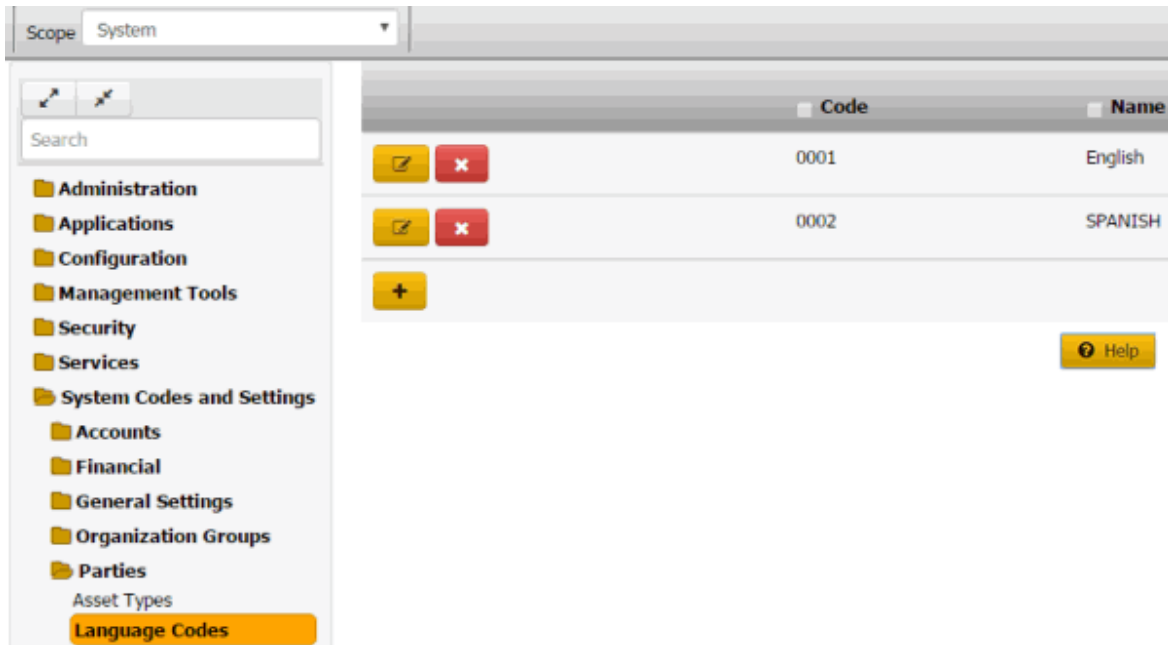 Scope System
Search
Administration
Applications
Configuration
Management Tools
Security
Services
System Codes and Settings
Accounts
Financial
General Settings
Organization Groups
Parties
Asset Types
Language Codes
Code Name
0001 English
0002 SPANISH
Help